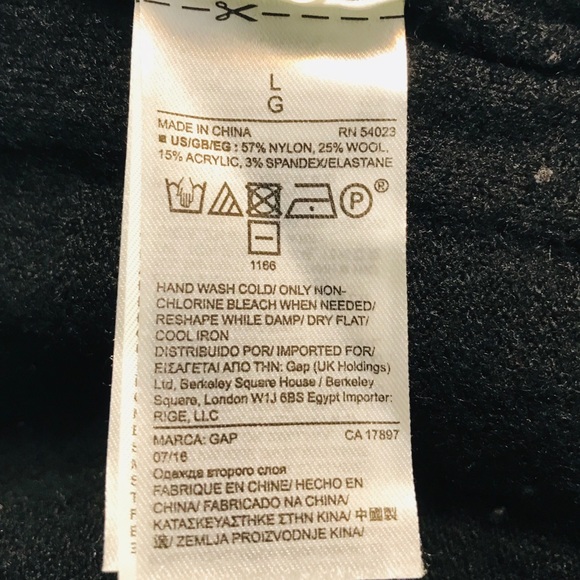 L
G
MADE IN CHINA RN 54023
US/GB/EG : 57% NYLON, 25% WOOL,
15% ACRYLIC, 3% SPANDEX/ELASTANE
P ®
1166
HAND WASH COLD/ ONLY NON-
CHLORINE BLEACH WHEN NEEDED/
RESHAPE WHILE DAMP/ DRY FLAT/
COOL IRON
DISTRIBUIDO POR/ IMPORTED FOR/
ΕΙΣΑΓΕΤΑΙ ΑΠΟ ΤΗΝ: Gap (UK Holdings)
Ltd, Berkeley Square House / Berkeley
Square, London W1J 6BS Egypt Importer:
RIGE, LLC
MARCA: GAP CA 17897
07/16
Одежда второго слоя
FABRIQUE EN CHINE/ HECHO EN
CHINA/ FABRICADO NA CHINA/
ΚΑΤΑΣΚΕΥΑΣΤΗΚΕ ΣΤΗΝ ΚΙΝΑ/ 中國製
造/ ZEMLJA PROIZVODNJE KINA/